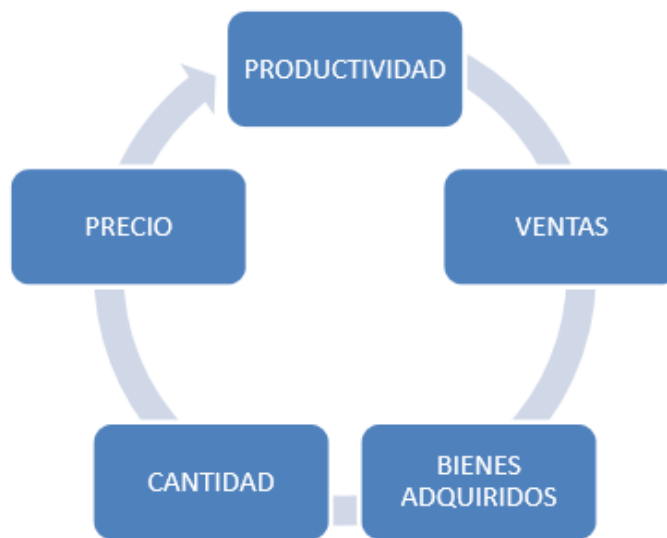 PRODUCTIVIDAD
VENTAS
BIENES
ADQUIRIDOS
CANTIDAD
PRECIO